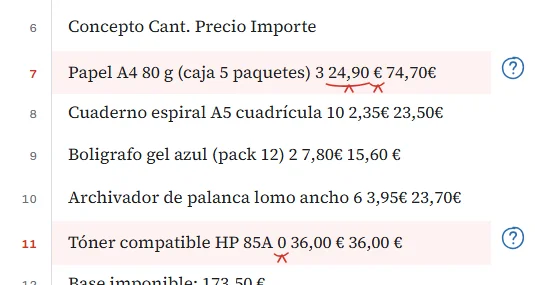 6 Concepto Cant. Precio Importe
7 Papel A4 80 g (caja 5 paquetes) 3 24,90 € 74,70€
8 Cuaderno espiral A5 cuadrícula 10 2,35€ 23,50€
9 Boligrafo gel azul (pack 12) 2 7,80€ 15,60 €
10 Archivador de palanca lomo ancho 6 3,95€ 23,70€
11 Tóner compatible HP 85A 0 36,00 € 36,00 €
12 Base imponible: 173,50 €